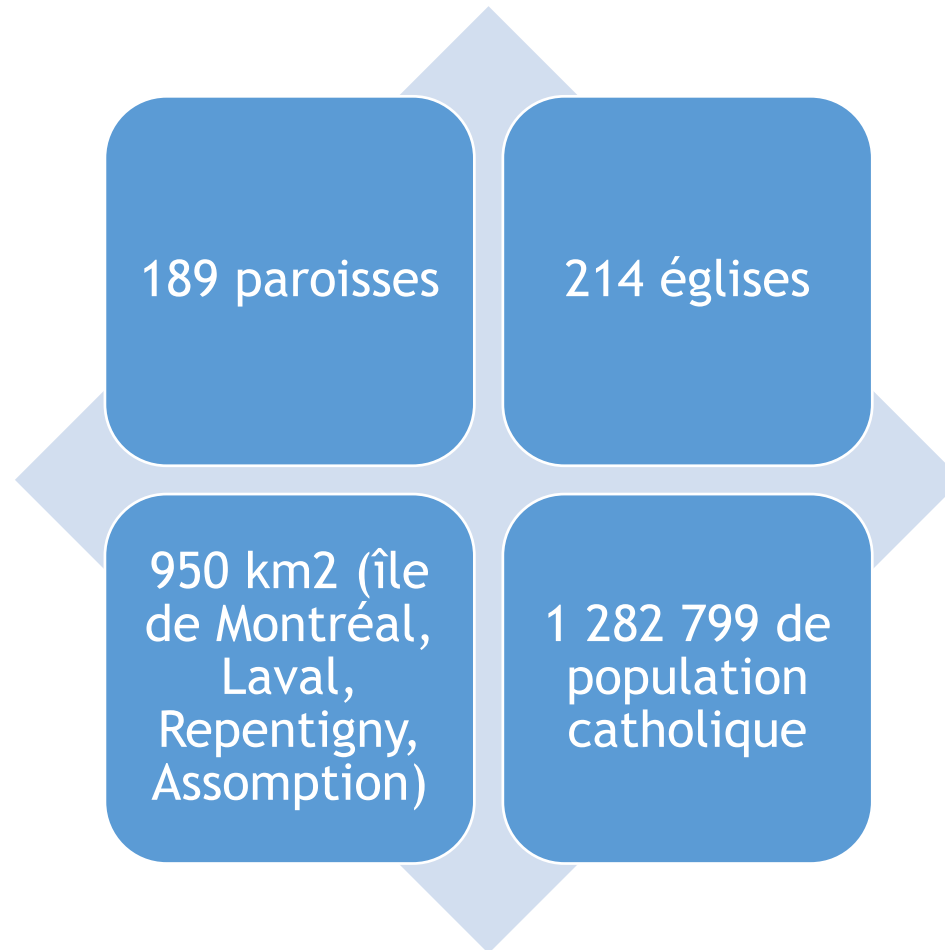 189 paroisses
214 églises
950 km2 (île
de Montréal,
Laval,
Repentigny,
Assomption)
1 282 799 de
population
catholique